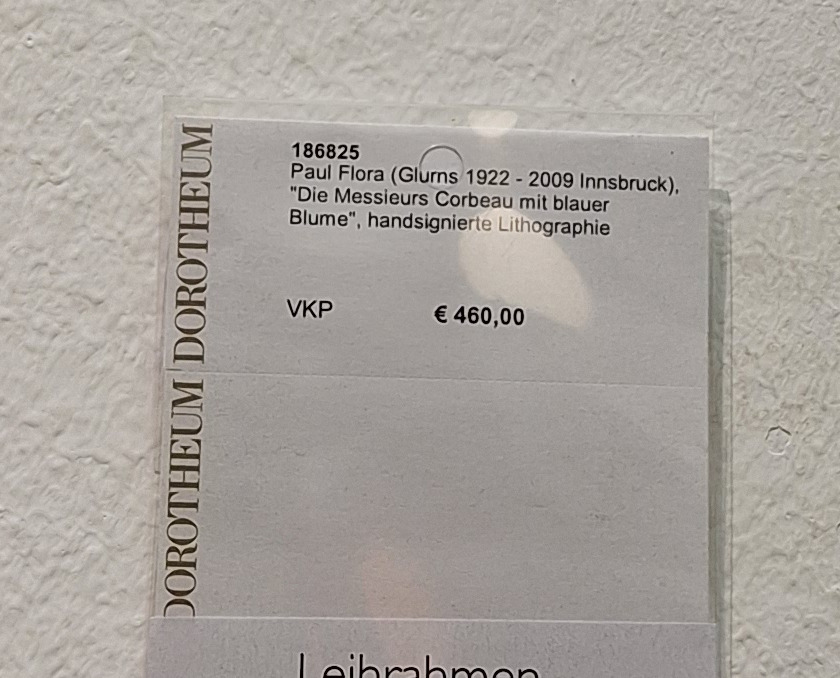 186825
Paul Flora (Glurns 1922 - 2009 Innsbruck),
"Die Messieurs Corbeau mit blauer
Blume", handsignierte Lithographie
VKP € 460,00
DOROTHEUM DOROTHEUM
Leihrahmen